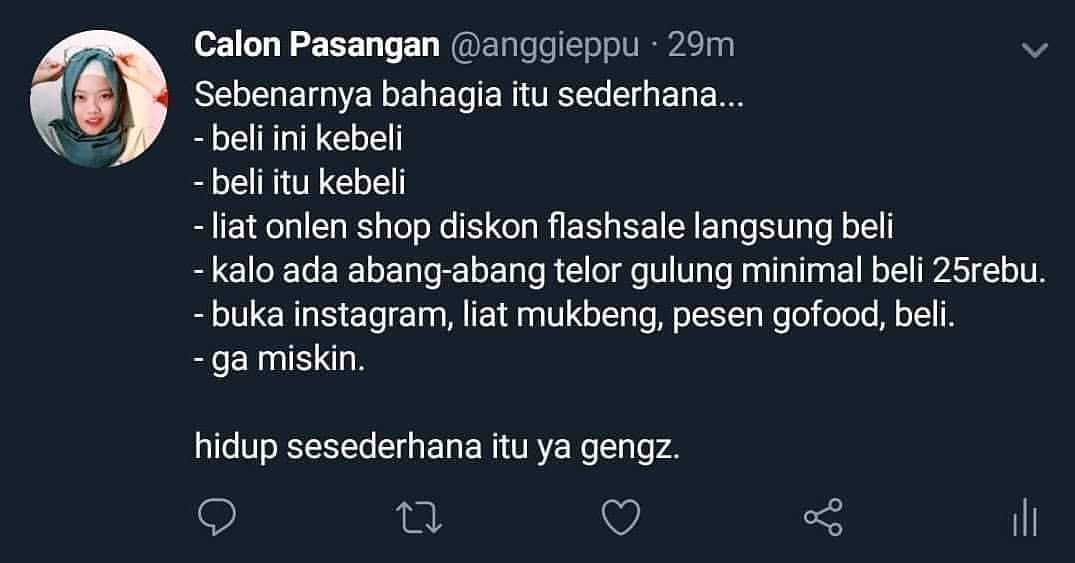 Calon Pasangan @anggieppu · 29m
Sebenarnya bahagia itu sederhana...
- beli ini kebeli
- beli itu kebeli
- liat onlen shop diskon flashsale langsung beli
- kalo ada abang-abang telor gulung minimal beli 25rebu.
- buka instagram, liat mukbeng, pesen gofood, beli.
- ga miskin.
hidup sesederhana itu ya gengz.